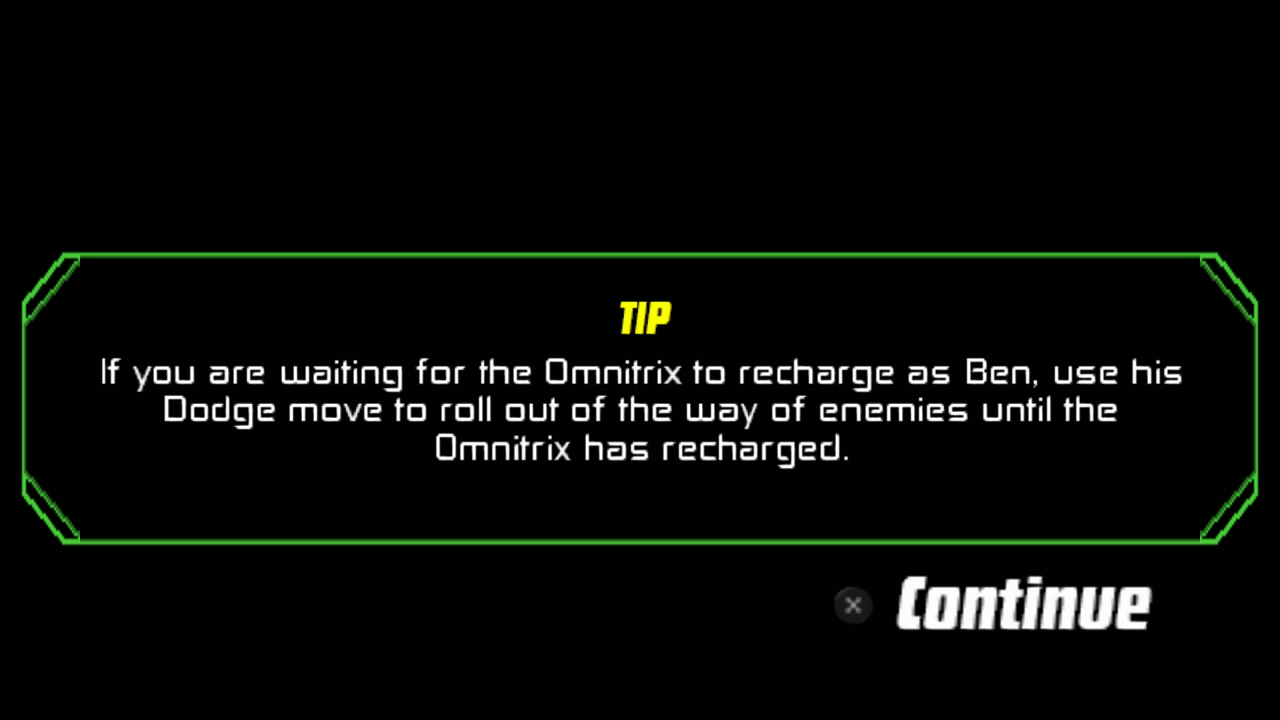 TIP
If you are waiting for the Omnitrix to recharge as Ben, use his
Dodge move to roll out of the way of enemies until the
Omnitrix has recharged.
Continue